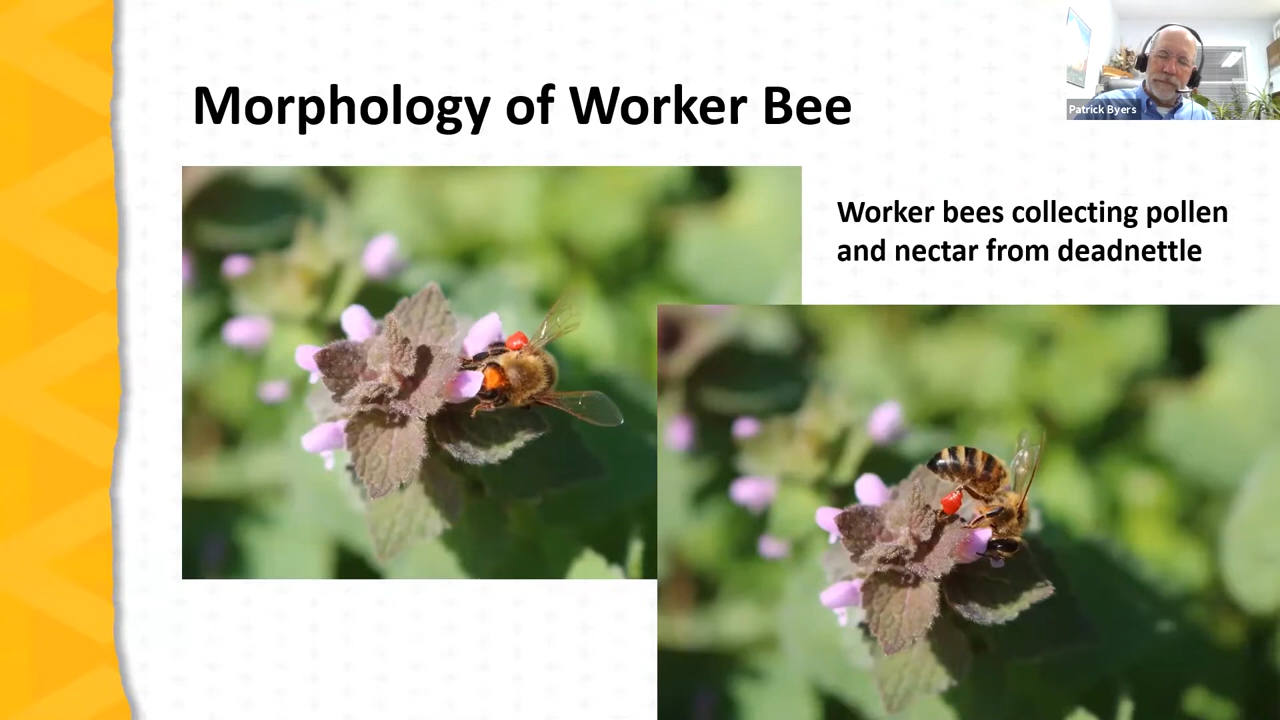 Morphology of Worker Bee
Patrick Byers
Worker bees collecting pollen
and nectar from deadnettle